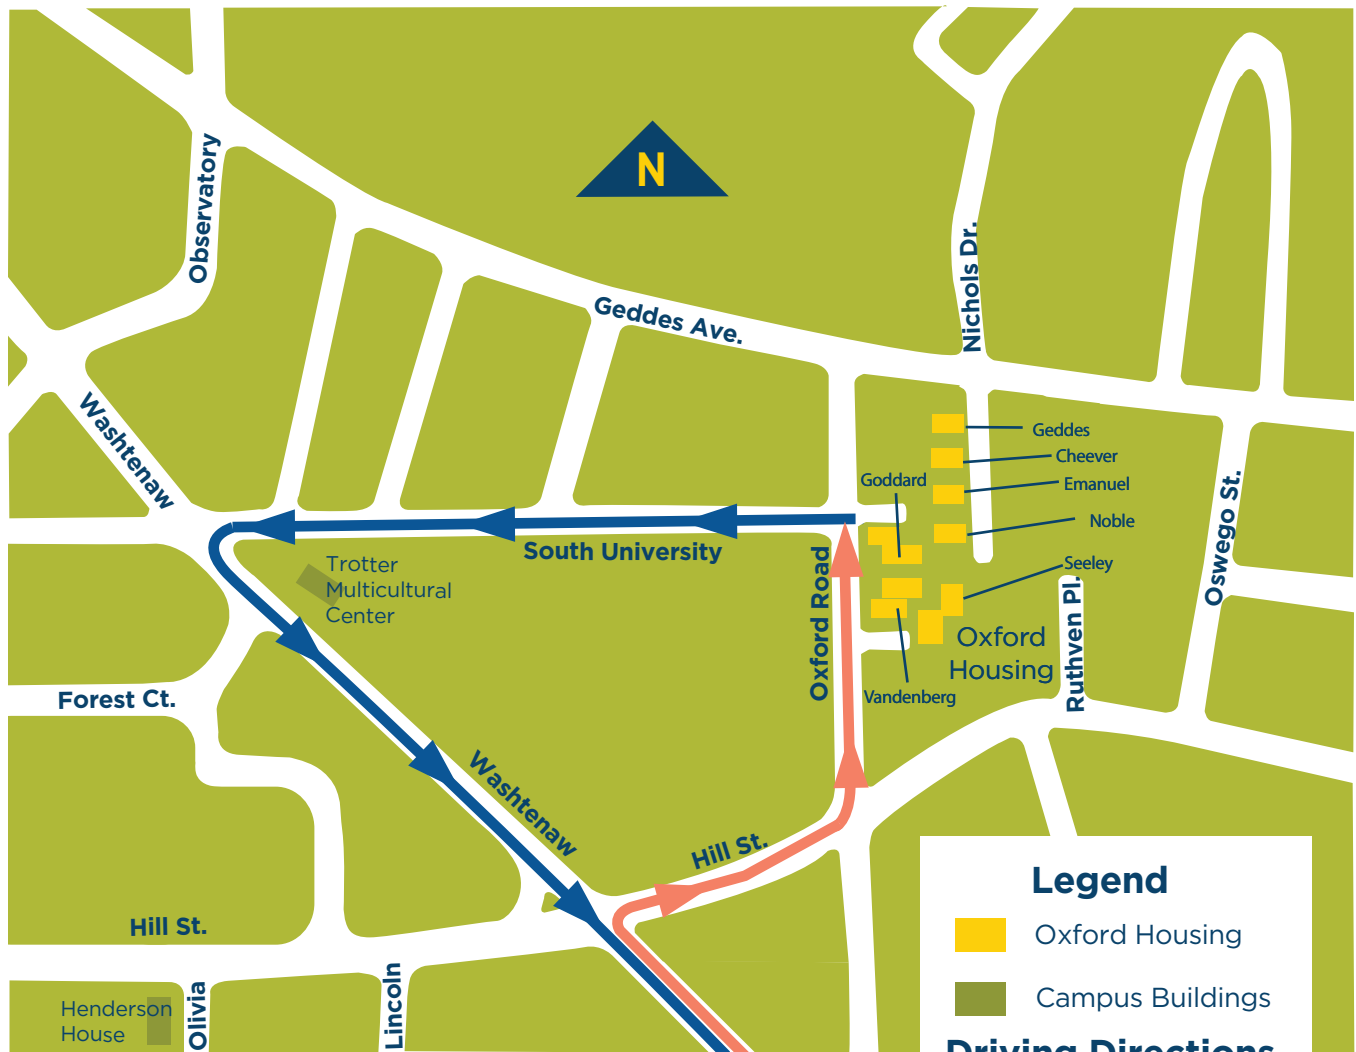 Observatory
N
Nichols Dr.
Geddes Ave.
Washtenaw
Geddes
Cheever
Goddard
Emanuel
Noble
Oswego St.
South University
Trotter
Multicultural
Center
Oxford Road
Seeley
Ruthven Pl.
Oxford
Housing
Forest Ct.
Vandenberg
Washtenaw
Hill St.
Legend
Hill St.
Oxford Housing
Campus Buildings
Henderson
House
Olivia
Lincoln
Driving Directions